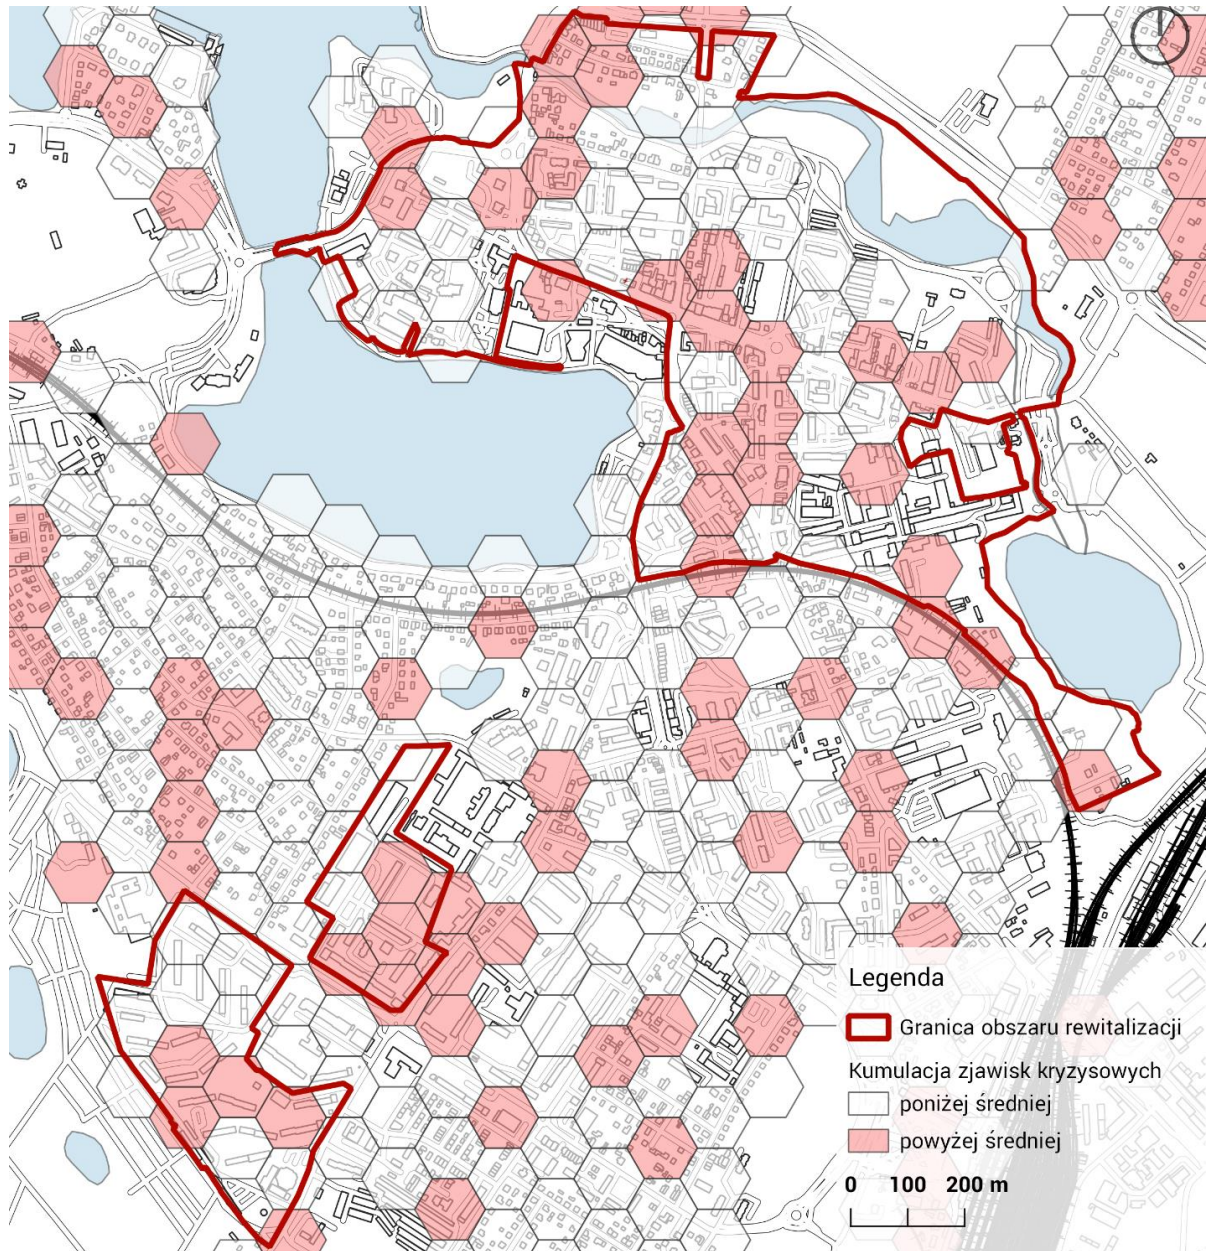 Legenda
Granica obszaru rewitalizacji
Kumulacja zjawisk kryzysowych
poniżej średniej
powyżej średniej
0 100 200 m